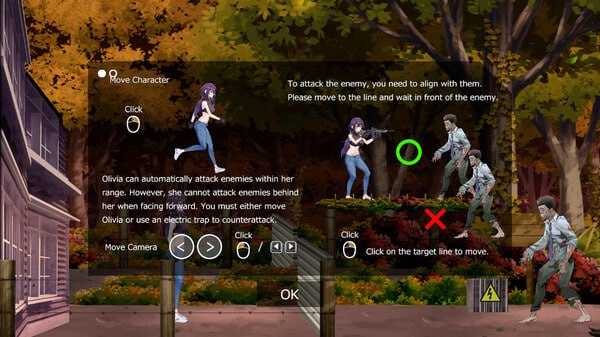 Move Character
To attack the enemy, you need to align with them.
Please move to the line and wait in front of the enemy.
Click
Olivia can automatically attack enemies within her
range. However, she cannot attack enemies behind
her when facing forward. You must either move
Olivia or use an electric trap to counterattack.
Move Camera < > Click /
Click
Click on the target line to move.
OK